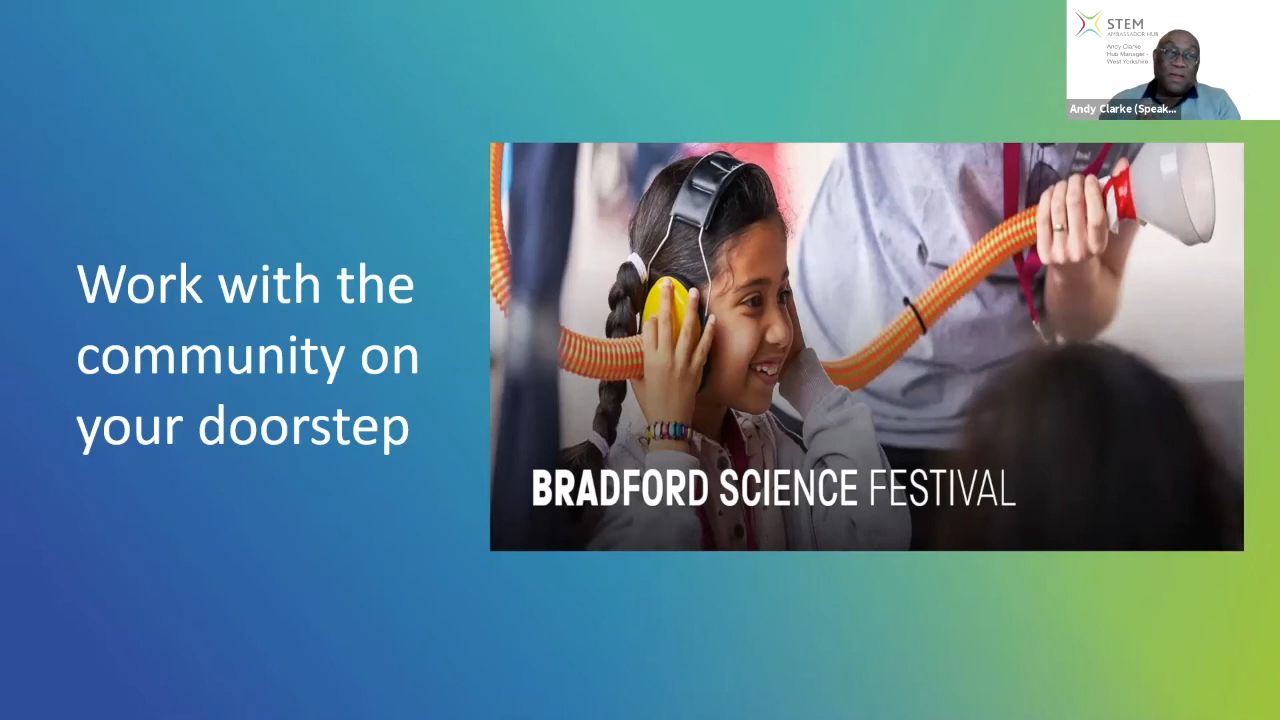 STEM
AMBASSADOR HUB
Andy Clarke
Hub Manager
West Yorkshire
Andy Clarke (Speak...
Work with the
community on
your doorstep
BRADFORD SCIENCE FESTIVAL